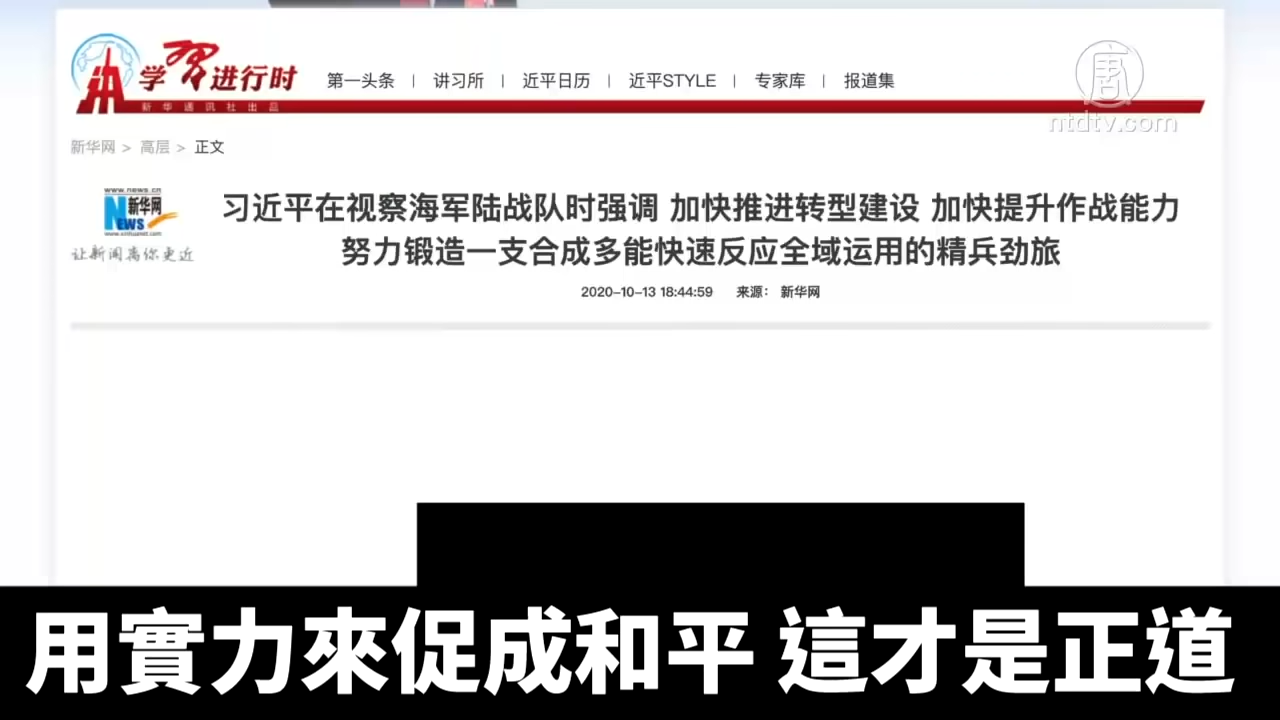 学习进行时
新华通讯社出品
第一头条 | 讲习所 | 近平日历 | 近平STYLE | 专家库 | 报道集
唐
ntdtv.com
新华网 > 高层 > 正文
www.news.cn
新华网
NEWS
www.xinhuanet.com
让新闻离你更近
习近平在视察海军陆战队时强调 加快推进转型建设 加快提升作战能力
努力锻造一支合成多能快速反应全域运用的精兵劲旅
2020-10-13 18:44:59 来源： 新华网
用實力來促成和平 這才是正道